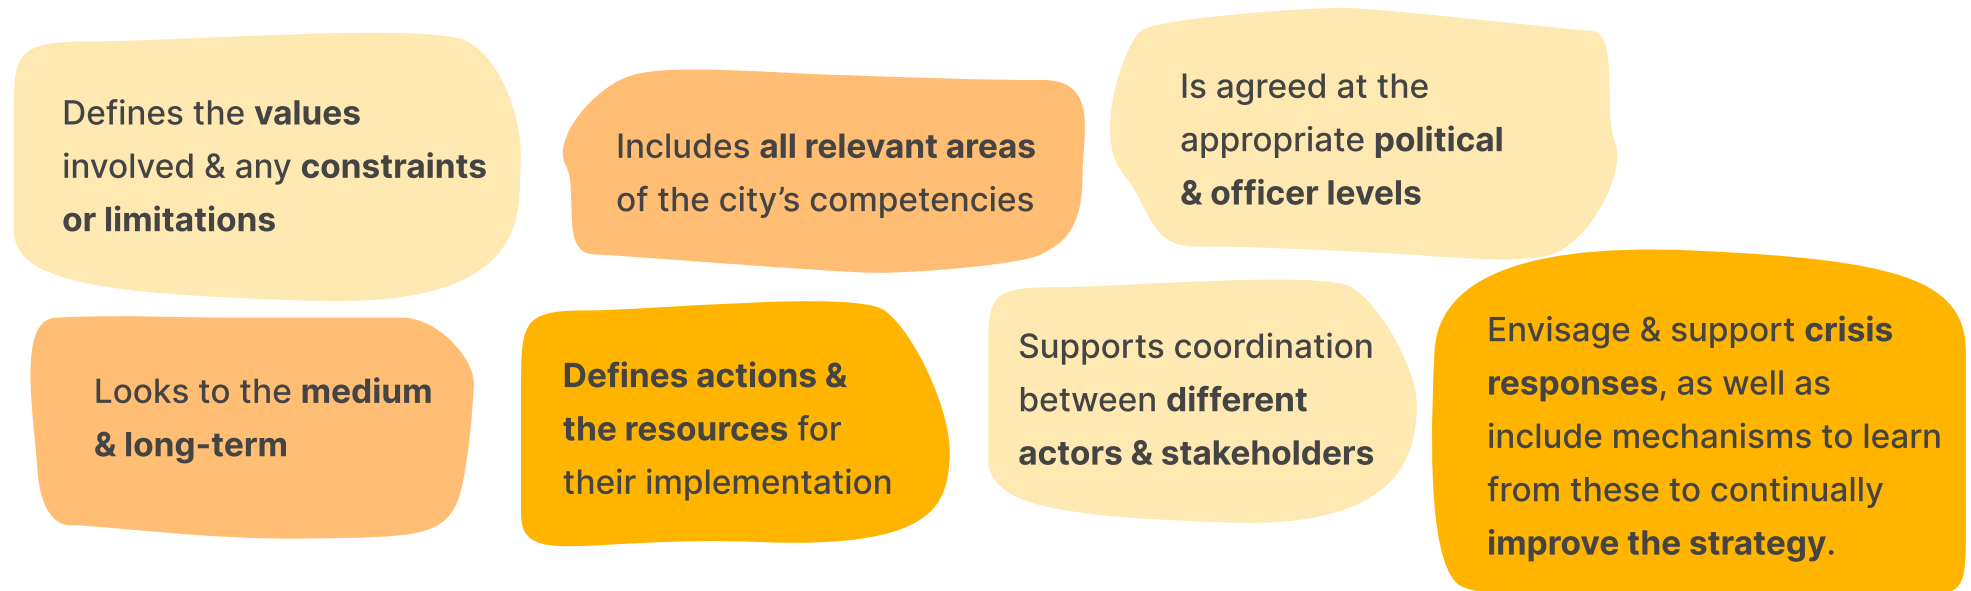 Defines the values
involved & any constraints
or limitations
Includes all relevant areas
of the city’s competencies
Is agreed at the
appropriate political
& officer levels
Looks to the medium
& long-term
Defines actions &
the resources for
their implementation
Supports coordination
between different
actors & stakeholders
Envisage & support crisis
responses, as well as
include mechanisms to learn
from these to continually
improve the strategy.